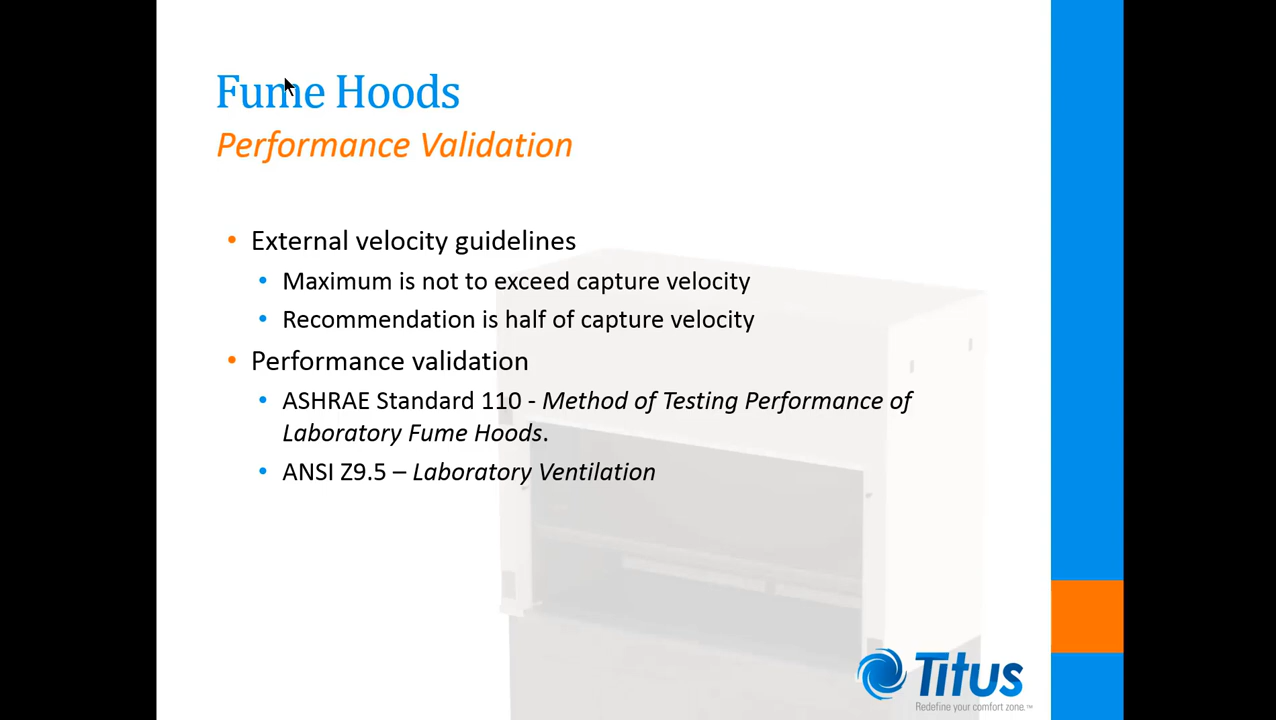 Fume Hoods
Performance Validation
• External velocity guidelines
• Maximum is not to exceed capture velocity
• Recommendation is half of capture velocity
• Performance validation
• ASHRAE Standard 110 - Method of Testing Performance of
Laboratory Fume Hoods.
• ANSI Z9.5 – Laboratory Ventilation
Titus
Redefine your comfort zone.™